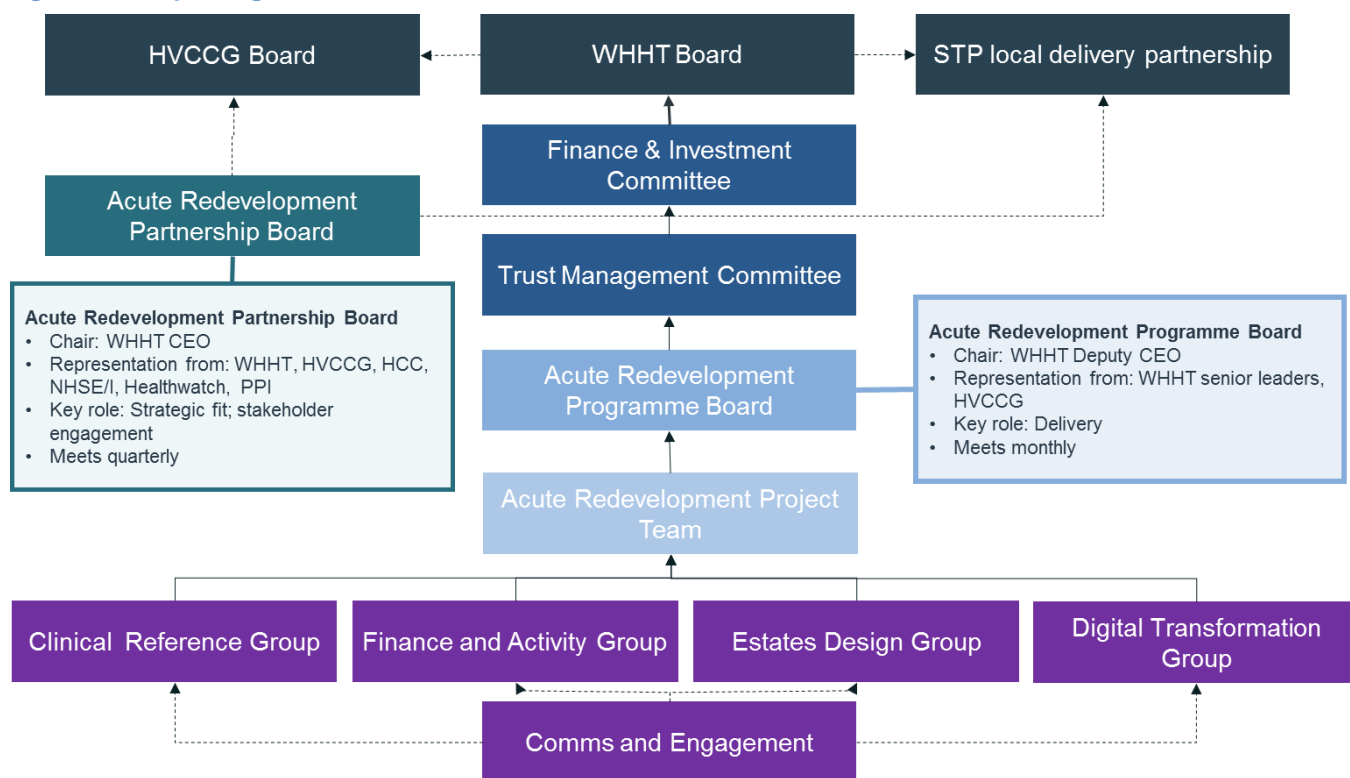 HVCCG Board
WHHT Board
STP local delivery partnership
Finance & Investment
Committee
Acute Redevelopment
Partnership Board
Trust Management Committee
Acute Redevelopment Partnership Board
• Chair: WHHT CEO
• Representation from: WHHT, HVCCG, HCC,
NHSE/I, Healthwatch, PPI
• Key role: Strategic fit; stakeholder
engagement
• Meets quarterly
Acute Redevelopment
Programme Board
Acute Redevelopment Programme Board
• Chair: WHHT Deputy CEO
• Representation from: WHHT senior leaders,
HVCCG
• Key role: Delivery
• Meets monthly
Acute Redevelopment Project
Team
Clinical Reference Group
Finance and Activity Group
Estates Design Group
Digital Transformation
Group
Comms and Engagement